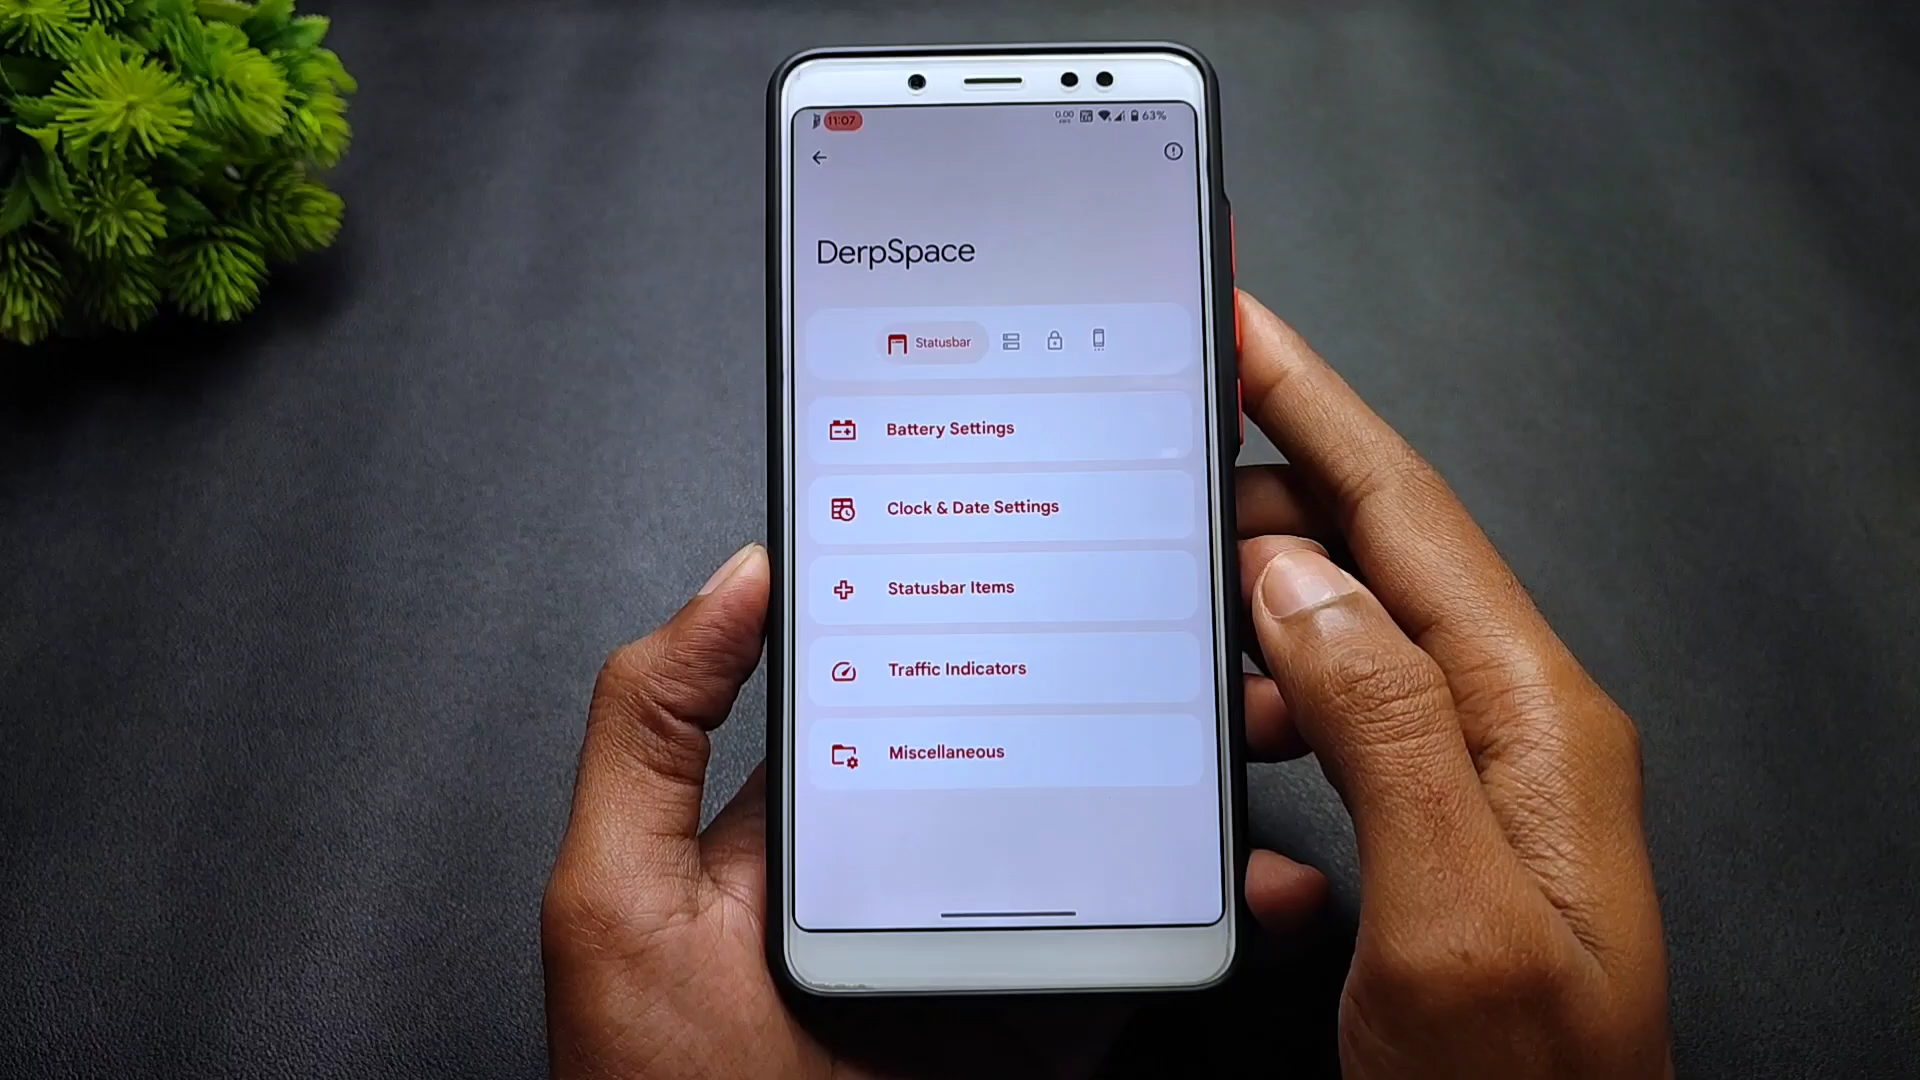 11:07
0.00
63%
DerpSpace
Statusbar
Battery Settings
Clock & Date Settings
Statusbar Items
Traffic Indicators
Miscellaneous